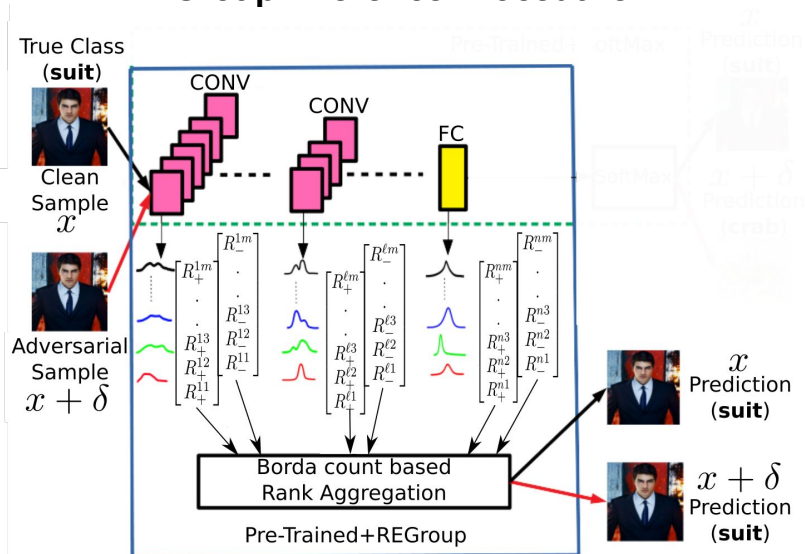 True Class
(suit)
Clean
Sample
x
Adversarial
Sample
x + δ
Pre-Trained+ SoftMax
CONV
CONV
FC
SoftMax
Prediction
(suit)
x + δ
Prediction
(crab)
R_+^{1m}
.
.
R_+^{13}
R_+^{12}
R_+^{11}
R_-^{1m}
.
.
R_-^{13}
R_-^{12}
R_-^{11}
R_+^{ℓm}
.
.
R_+^{ℓ3}
R_+^{ℓ2}
R_+^{ℓ1}
R_-^{ℓm}
.
.
R_-^{ℓ3}
R_-^{ℓ2}
R_-^{ℓ1}
R_+^{nm}
.
.
R_+^{n3}
R_+^{n2}
R_+^{n1}
R_-^{nm}
.
.
R_-^{n3}
R_-^{n2}
R_-^{n1}
Borda count based
Rank Aggregation
Pre-Trained+REGroup
x
Prediction
(suit)
x + δ
Prediction
(suit)